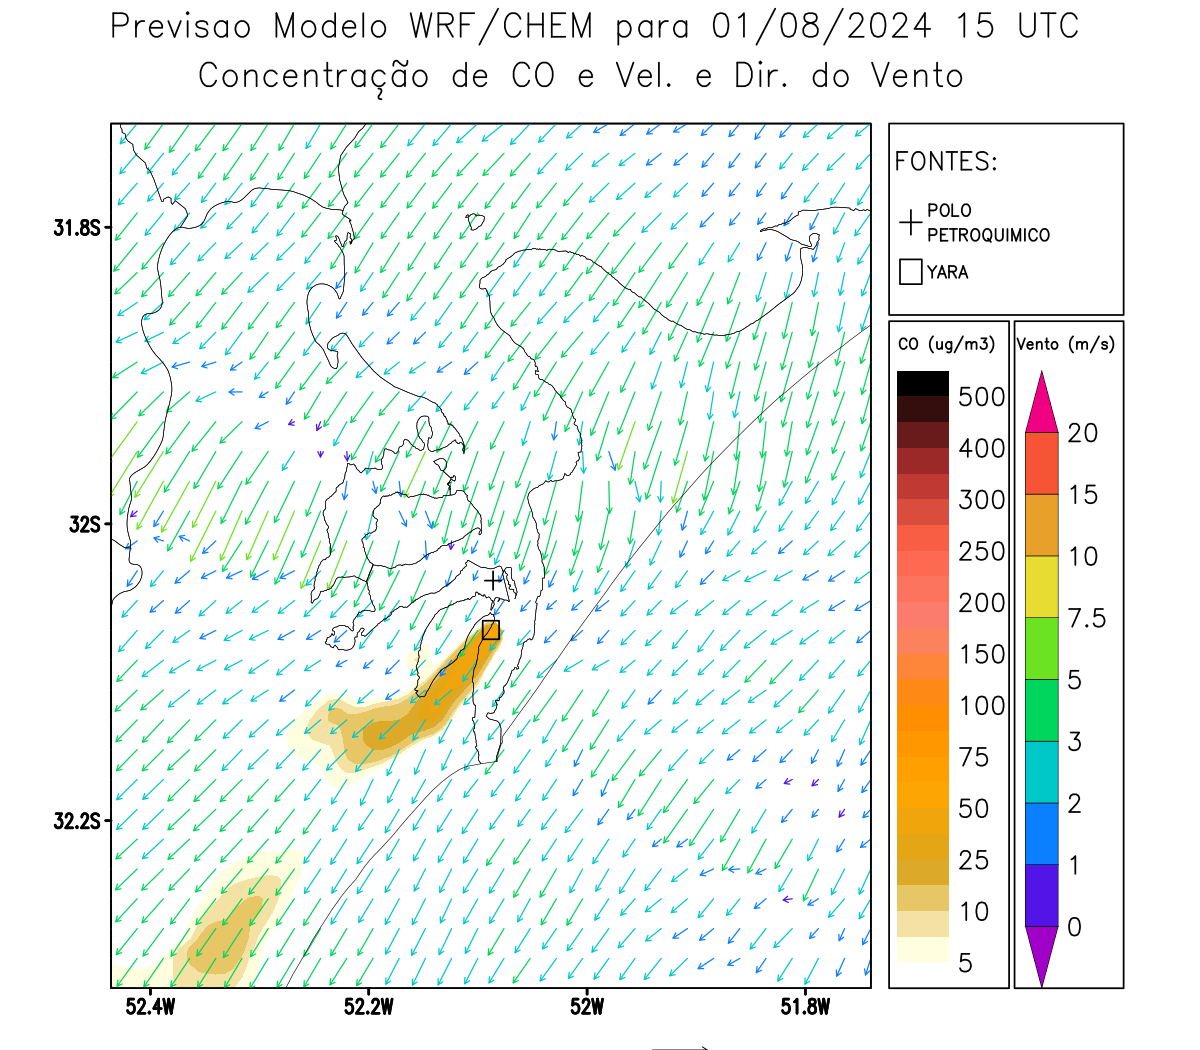 Previsao Modelo WRF/CHEM para 01/08/2024 15 UTC
Concentração de CO e Vel. e Dir. do Vento
FONTES:
POLO
PETROQUIMICO
YARA
CO (ug/m3)
500
400
300
250
200
150
100
75
50
25
10
5
Vento (m/s)
20
15
10
7.5
5
3
2
1
0
31.8S
32S
32.2S
52.4W
52.2W
52W
51.8W